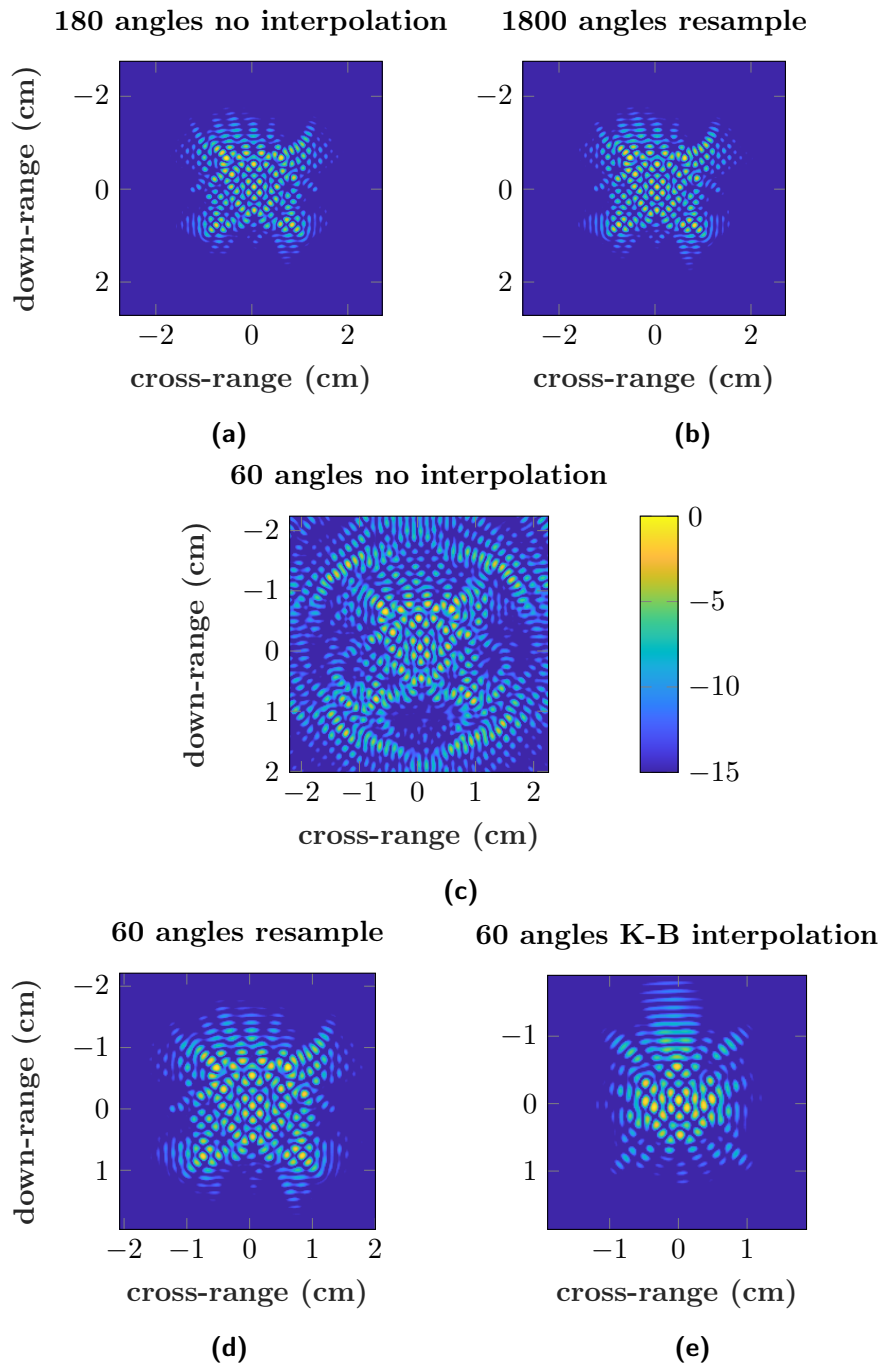 180 angles no interpolation
1800 angles resample
down-range (cm)
−2
0
2
−2 0 2
cross-range (cm)
(a)
−2
0
2
−2 0 2
cross-range (cm)
(b)
60 angles no interpolation
down-range (cm)
−2
−1
0
1
2
−2 −1 0 1 2
cross-range (cm)
0
−5
−10
−15
(c)
60 angles resample
60 angles K-B interpolation
down-range (cm)
−2
−1
0
1
−2 −1 0 1 2
cross-range (cm)
(d)
−1
0
1
−1 0 1
cross-range (cm)
(e)